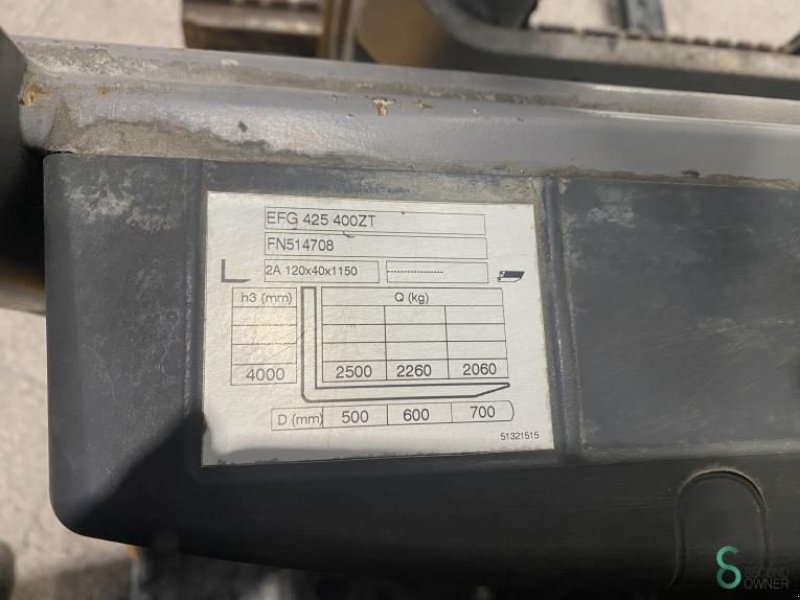 EFG 425 400ZT
FN514708
2A 120x40x1150 --------------------
h3 (mm) Q (kg)
4000 2500 2260 2060
D (mm) 500 600 700
51321515
SECOND
OWNER